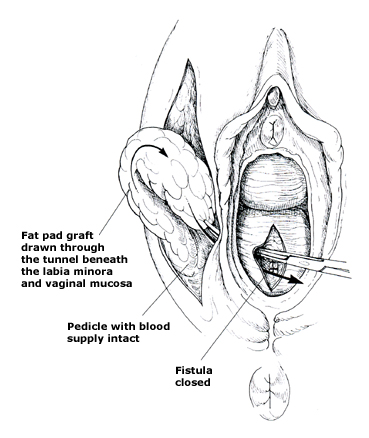 Fat pad graft
drawn through
the tunnel beneath
the labia minora
and vaginal mucosa
Pedicle with blood
supply intact
Fistula
closed